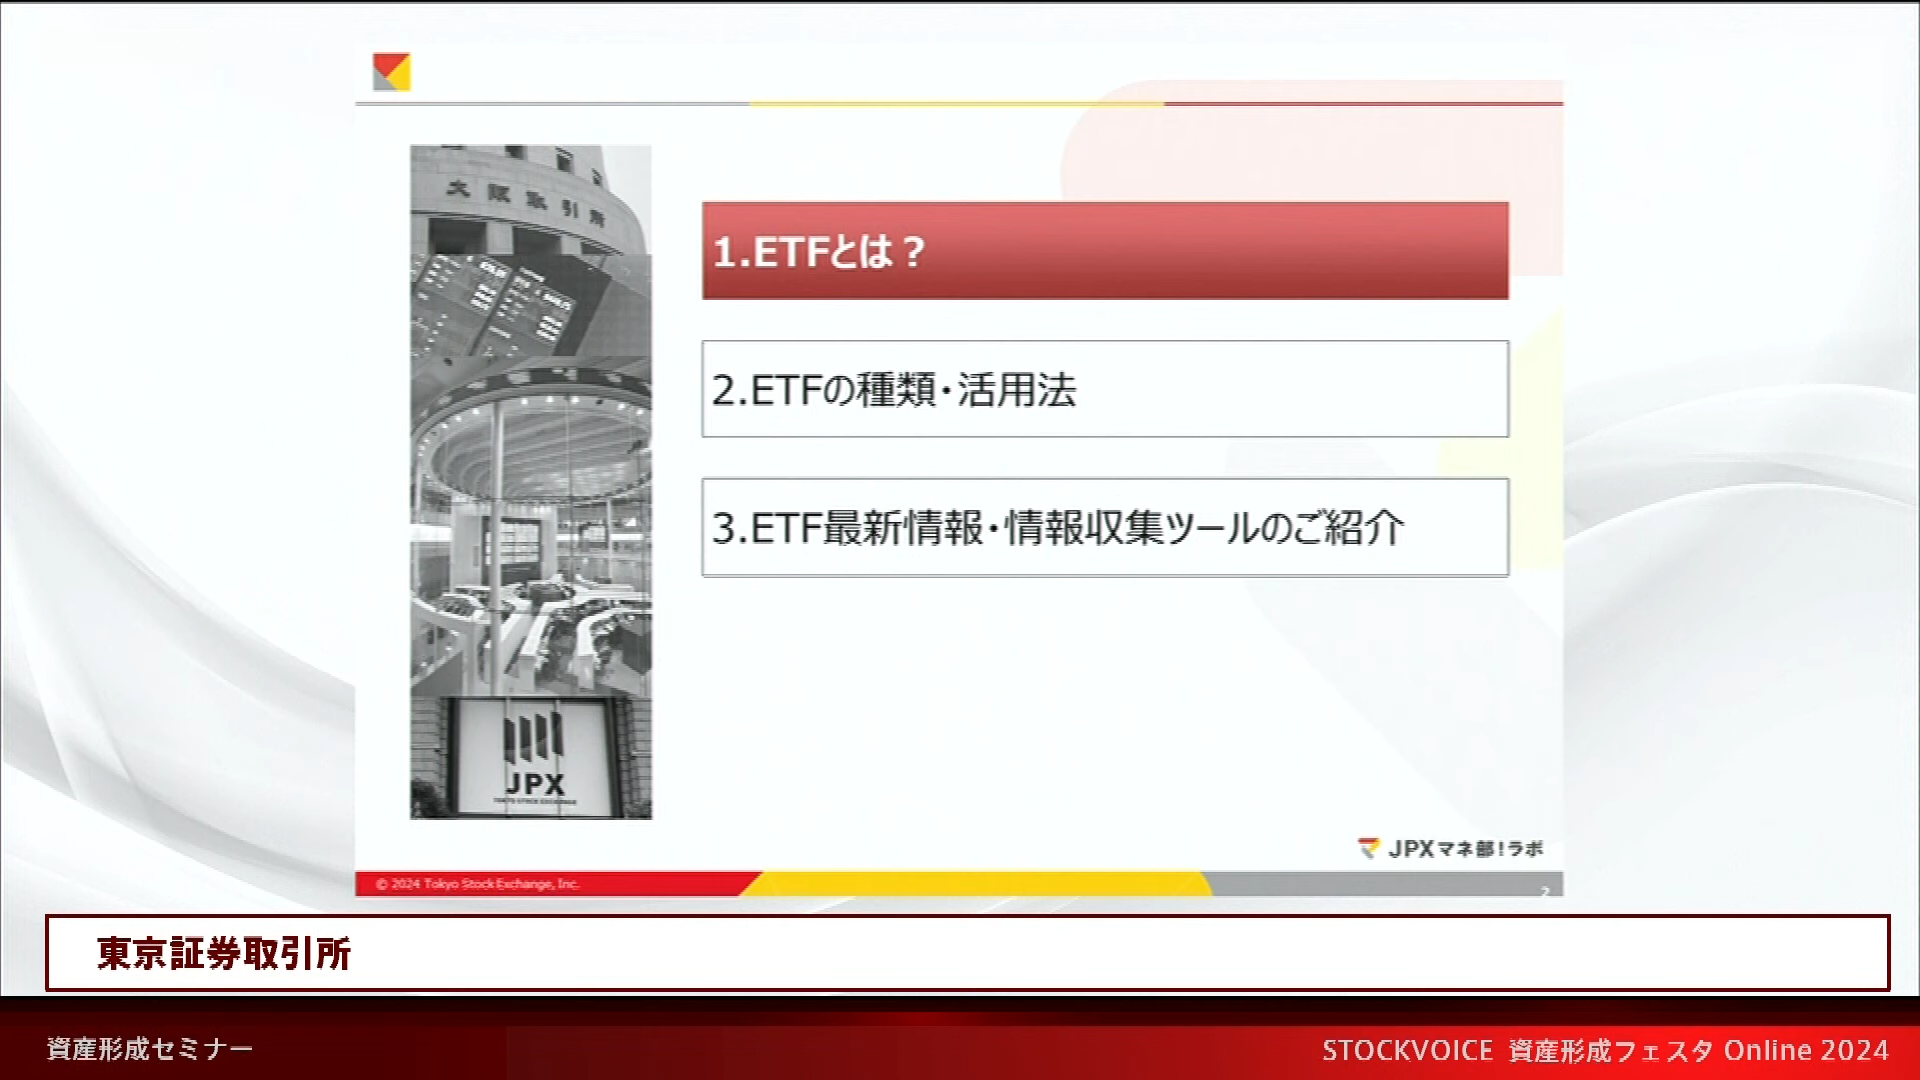 大阪取引所
1.ETFとは？
2.ETFの種類・活用法
3.ETF最新情報・情報収集ツールのご紹介
JPX
TOKYO STOCK EXCHANGE
JPXマネ部！ラボ
© 2024 Tokyo Stock Exchange, Inc.
2
東京証券取引所
資産形成セミナー
STOCKVOICE 資産形成フェスタ Online 2024